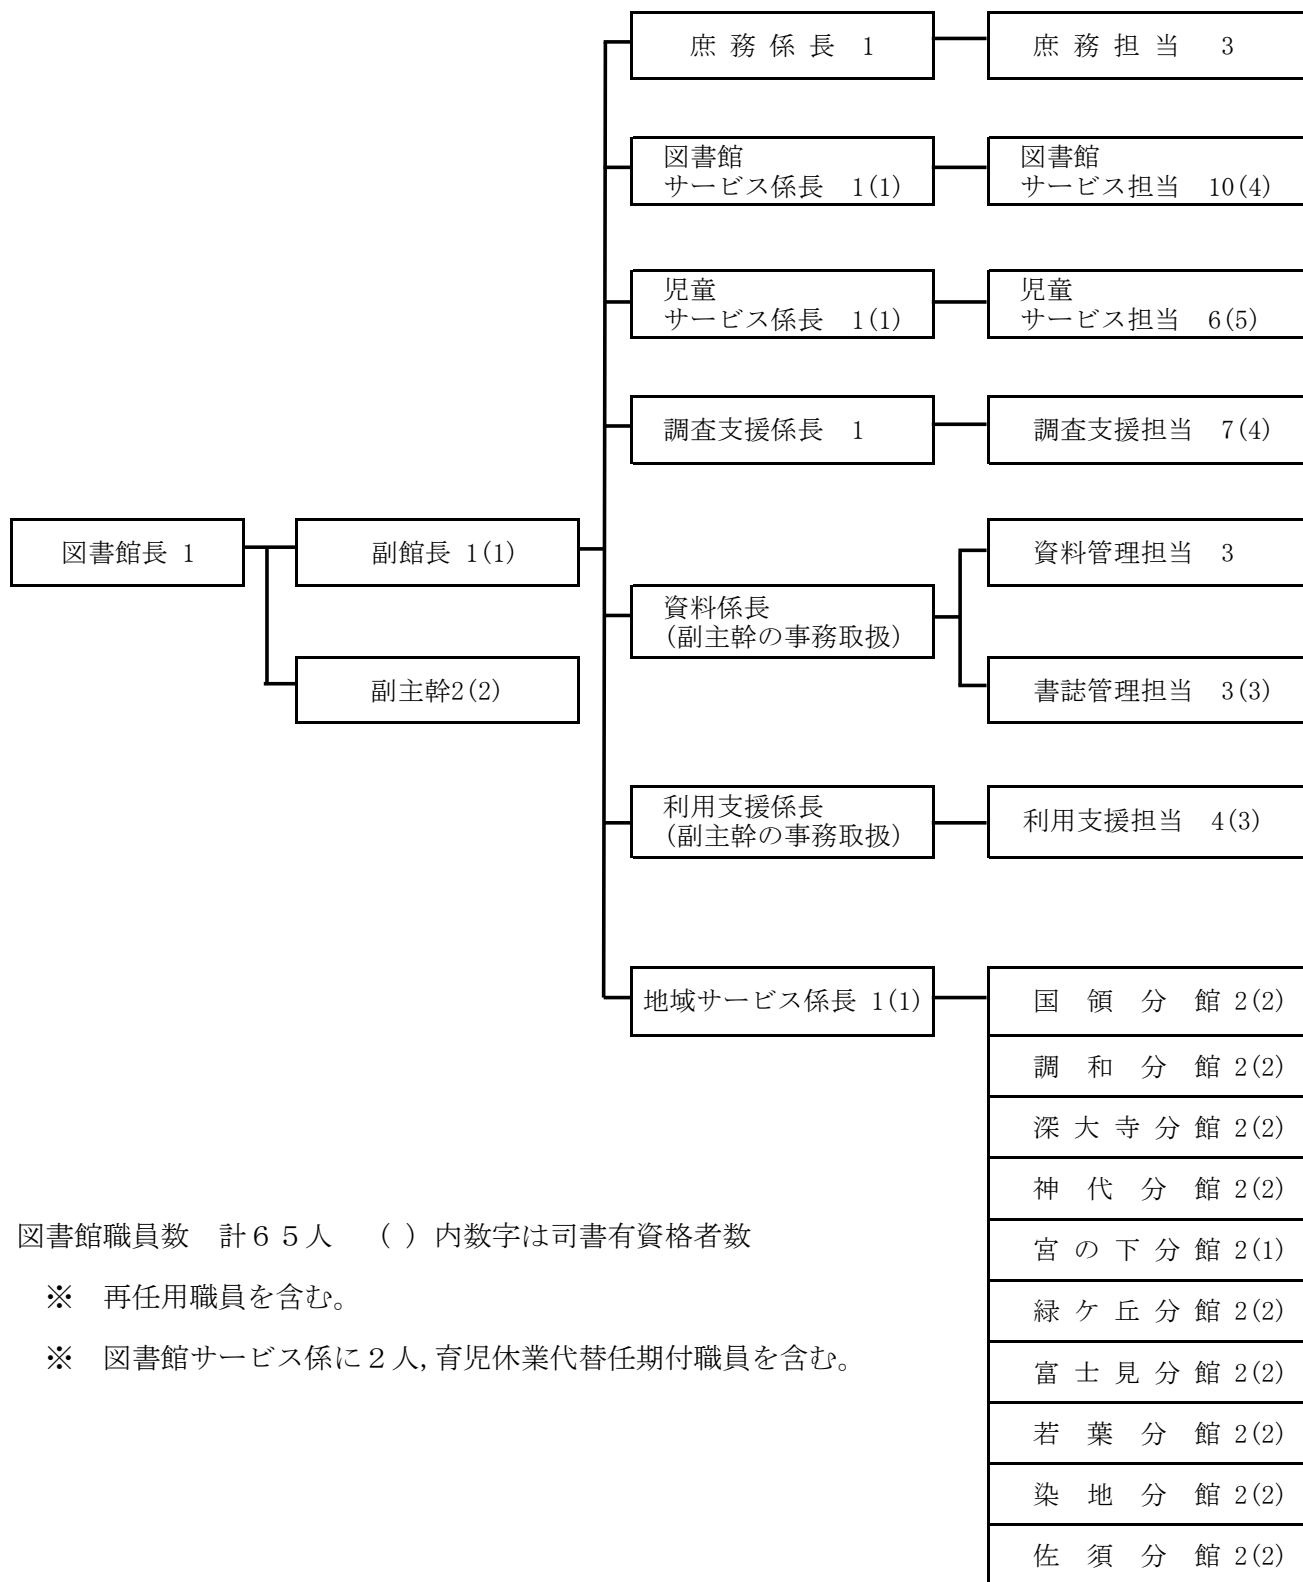 庶務係長 1
庶務担当 3
図書館
サービス係長 1(1)
図書館
サービス担当 10(4)
児童
サービス係長 1(1)
児童
サービス担当 6(5)
調査支援係長 1
調査支援担当 7(4)
図書館長 1
副館長 1(1)
副主幹2(2)
資料係長
(副主幹の事務取扱)
資料管理担当 3
書誌管理担当 3(3)
利用支援係長
(副主幹の事務取扱)
利用支援担当 4(3)
地域サービス係長 1(1)
国領分館 2(2)
調和分館 2(2)
深大寺分館 2(2)
神代分館 2(2)
宮の下分館 2(1)
緑ケ丘分館 2(2)
富士見分館 2(2)
若葉分館 2(2)
染地分館 2(2)
佐須分館 2(2)
図書館職員数 計65人 ( )内数字は司書有資格者数
※ 再任用職員を含む。
※ 図書館サービス係に2人,育児休業代替任期付職員を含む。